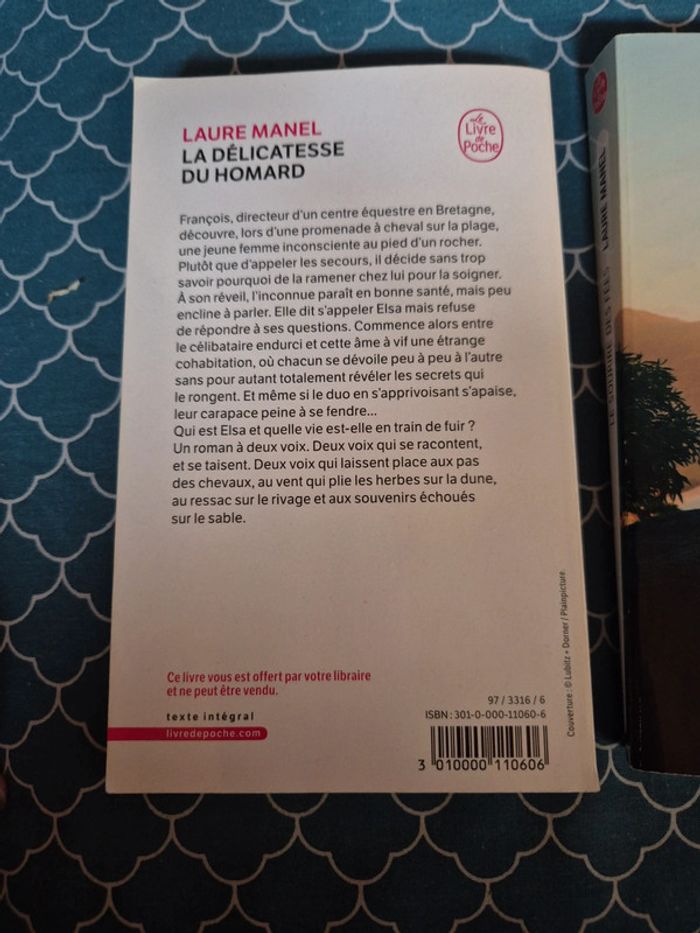 LAURE MANEL
LA DÉLICATESSE
DU HOMARD
Le
Livre
de
Poche
François, directeur d'un centre équestre en Bretagne,
découvre, lors d'une promenade à cheval sur la plage,
une jeune femme inconsciente au pied d'un rocher.
Plutôt que d'appeler les secours, il décide sans trop
savoir pourquoi de la ramener chez lui pour la soigner.
À son réveil, l'inconnue paraît en bonne santé, mais peu
encline à parler. Elle dit s'appeler Elsa mais refuse
de répondre à ses questions. Commence alors entre
le célibataire endurci et cette âme à vif une étrange
cohabitation, où chacun se dévoile peu à peu à l'autre
sans pour autant totalement révéler les secrets qui
le rongent. Et même si le duo en s'apprivoisant s'apaise,
leur carapace peine à se fendre...
Qui est Elsa et quelle vie est-elle en train de fuir ?
Un roman à deux voix. Deux voix qui se racontent,
et se taisent. Deux voix qui laissent place aux pas
des chevaux, au vent qui plie les herbes sur la dune,
au ressac sur le rivage et aux souvenirs échoués
sur le sable.
Ce livre vous est offert par votre libraire
et ne peut être vendu.
texte intégral
livredepoche.com
97 / 3316 / 6
ISBN : 301-0-000-11060-6
3 010000 110606
Couverture : © Lubitz + Dorner / Plainpicture.
LAURE MANEL
LE SOURIRE DES FÉES